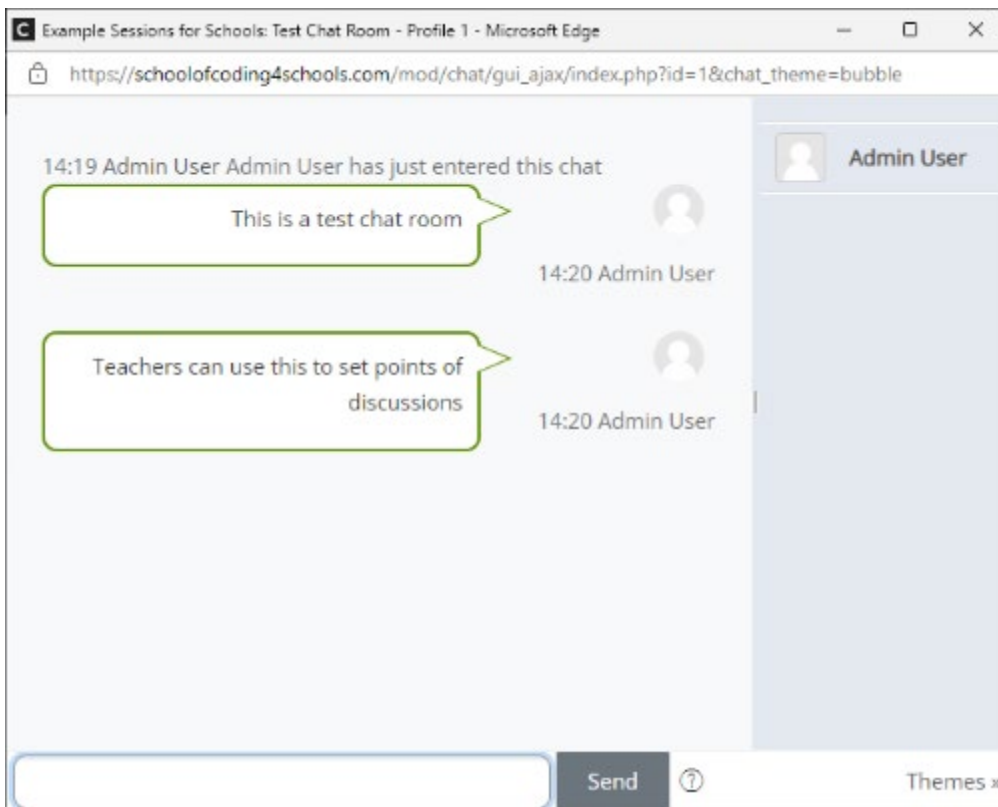 C Example Sessions for Schools: Test Chat Room - Profile 1 - Microsoft Edge
https://schoolofcoding4schools.com/mod/chat/gui_ajax/index.php?id=1&chat_theme=bubble
14:19 Admin User Admin User has just entered this chat
This is a test chat room
14:20 Admin User
Teachers can use this to set points of
discussions
14:20 Admin User
Admin User
Send
?
Themes »